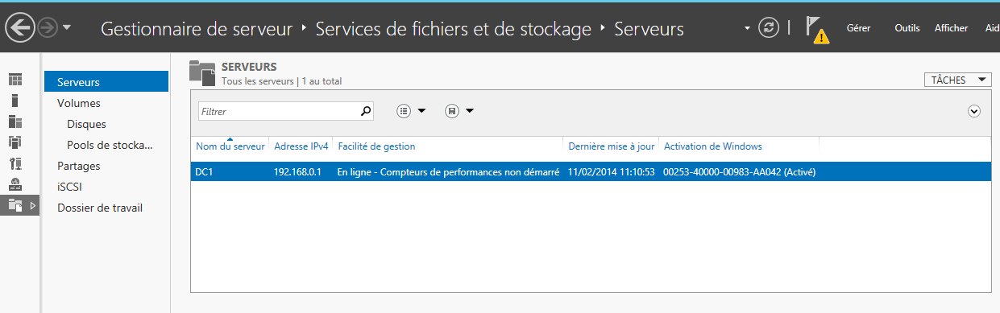 Gestionnaire de serveur ‣ Services de fichiers et de stockage ‣ Serveurs
Gérer Outils Afficher Aid
Serveurs
Volumes
Disques
Pools de stocka...
Partages
iSCSI
Dossier de travail
SERVEURS
Tous les serveurs | 1 au total
TÂCHES
Filtrer
Nom du serveur Adresse IPv4 Facilité de gestion Dernière mise à jour Activation de Windows
DC1 192.168.0.1 En ligne - Compteurs de performances non démarré 11/02/2014 11:10:53 00253-40000-00983-AA042 (Activé)